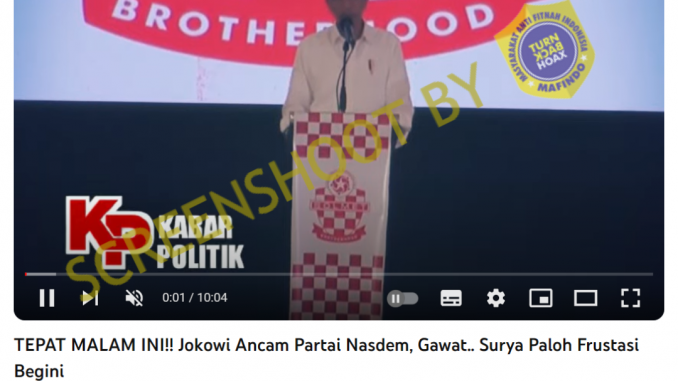 BROTHERHOOD
MASYARAKAT ANTI FITNAH INDONESIA
TURN
BACK
HOAX
MAFINDO
SCREENSHOOT BY
SOLMET
KP KABAR
POLITIK
0:01 / 10:04
TEPAT MALAM INI!! Jokowi Ancam Partai Nasdem, Gawat.. Surya Paloh Frustasi
Begini